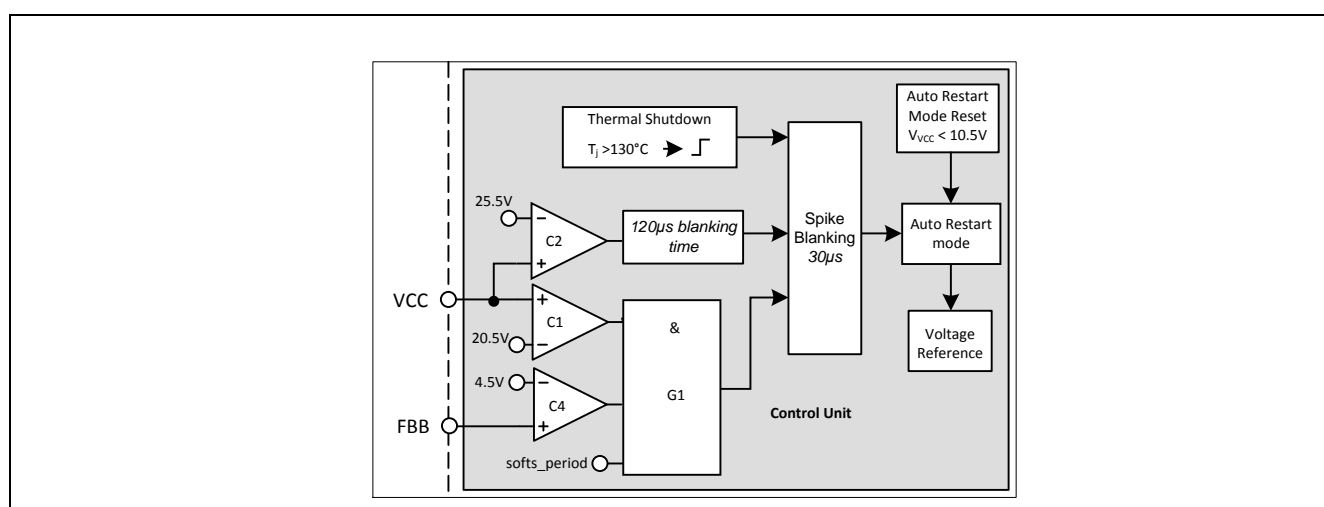 Auto Restart
Mode Reset
VVCC < 10.5V
Thermal Shutdown
Tj >130°C
25.5V
C2
120µs blanking
time
Spike
Blanking
30µs
Auto Restart
mode
VCC
C1
20.5V
&
Voltage
Reference
4.5V
C4
G1
Control Unit
FBB
softs_period
−
+
+
−
−
+